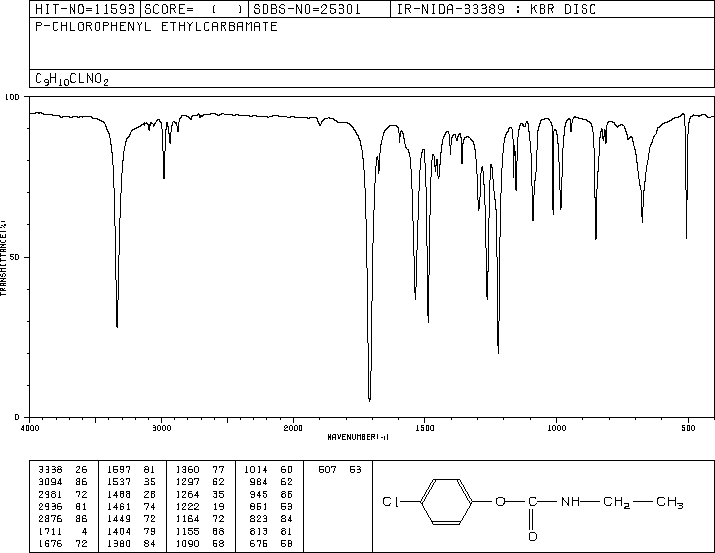 HIT-NO=11593 SCORE= ( ) SDBS-NO=25301 IR-NIDA-33389 : KBR DISC
P-CHLOROPHENYL ETHYLCARBAMATE
C9H10CLNO2
100
TRANSMITTANCE(%)
50
0
4000 3000 2000 1500 1000 500
WAVENUMBER(-1)
3338 26 1597 81 1360 77 1014 60 507 53
3094 86 1537 35 1297 62 984 62
2981 72 1488 28 1264 35 945 86
2936 81 1461 74 1222 19 851 53
2876 86 1449 72 1164 72 823 84
1711 4 1404 79 1155 68 813 81
1676 72 1380 84 1090 58 676 58
Cl O C NH CH2 CH3
O